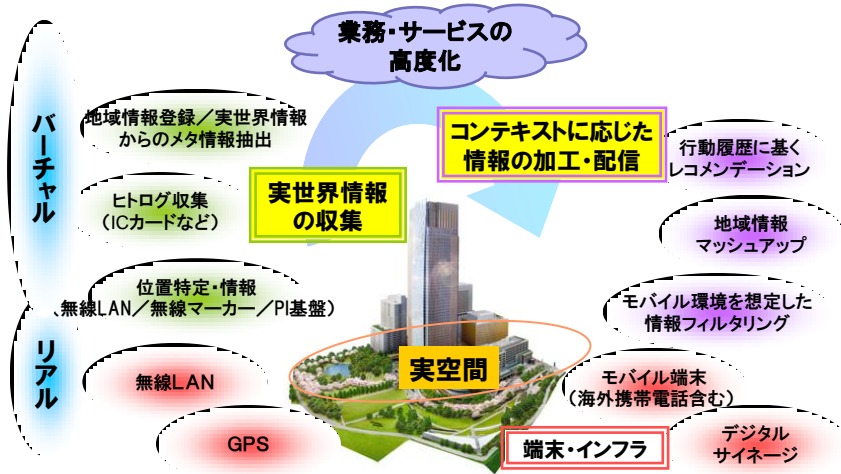 業務・サービスの
高度化
バーチャル
地域情報登録／実世界情報
からのメタ情報抽出
コンテキストに応じた
情報の加工・配信
行動履歴に基く
レコメンデーション
ヒトログ収集
（ICカードなど）
実世界情報
の収集
地域情報
マッシュアップ
位置特定・情報
無線LAN／無線マーカー／PI基盤）
モバイル環境を想定した
情報フィルタリング
リアル
無線LAN
実空間
モバイル端末
（海外携帯電話含む）
GPS
端末・インフラ
デジタル
サイネージ